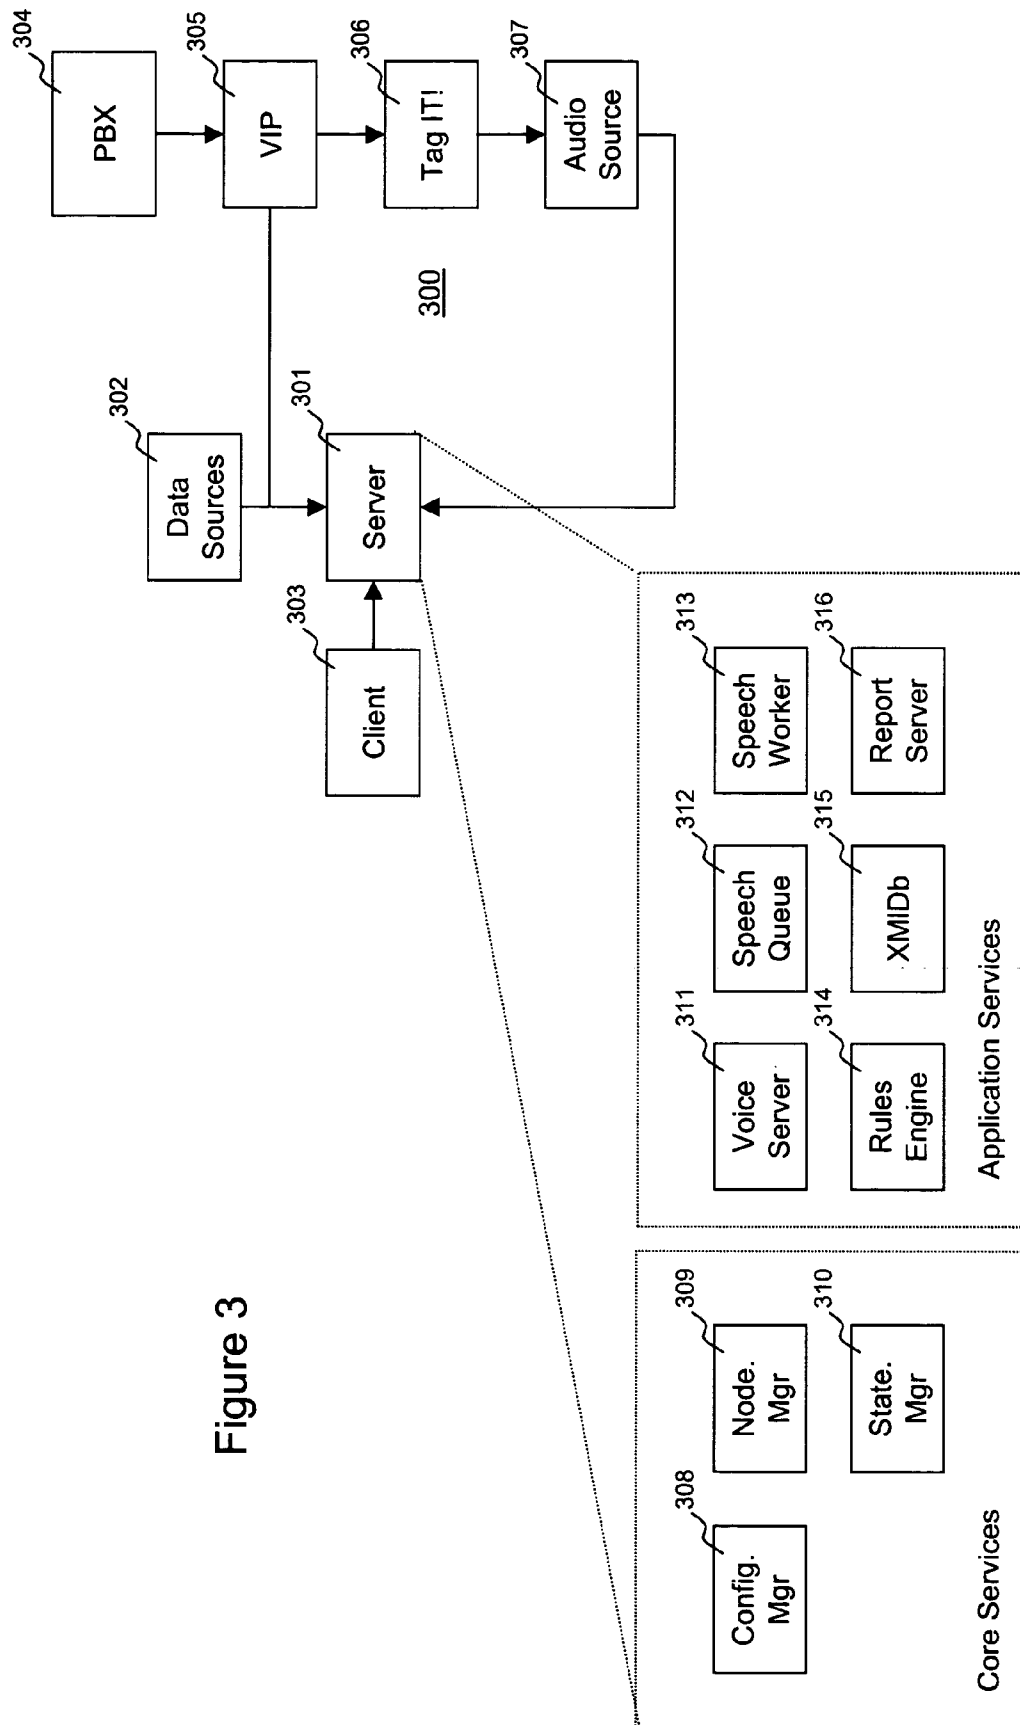 Figure 3
304
PBX
305
VIP
306
Tag IT!
307
Audio
Source
302
Data
Sources
301
Server
303
Client
300
308
Config.
Mgr
309
Node.
Mgr
310
State.
Mgr
Core Services
311
Voice
Server
312
Speech
Queue
313
Speech
Worker
314
Rules
Engine
315
XMIDb
316
Report
Server
Application Services